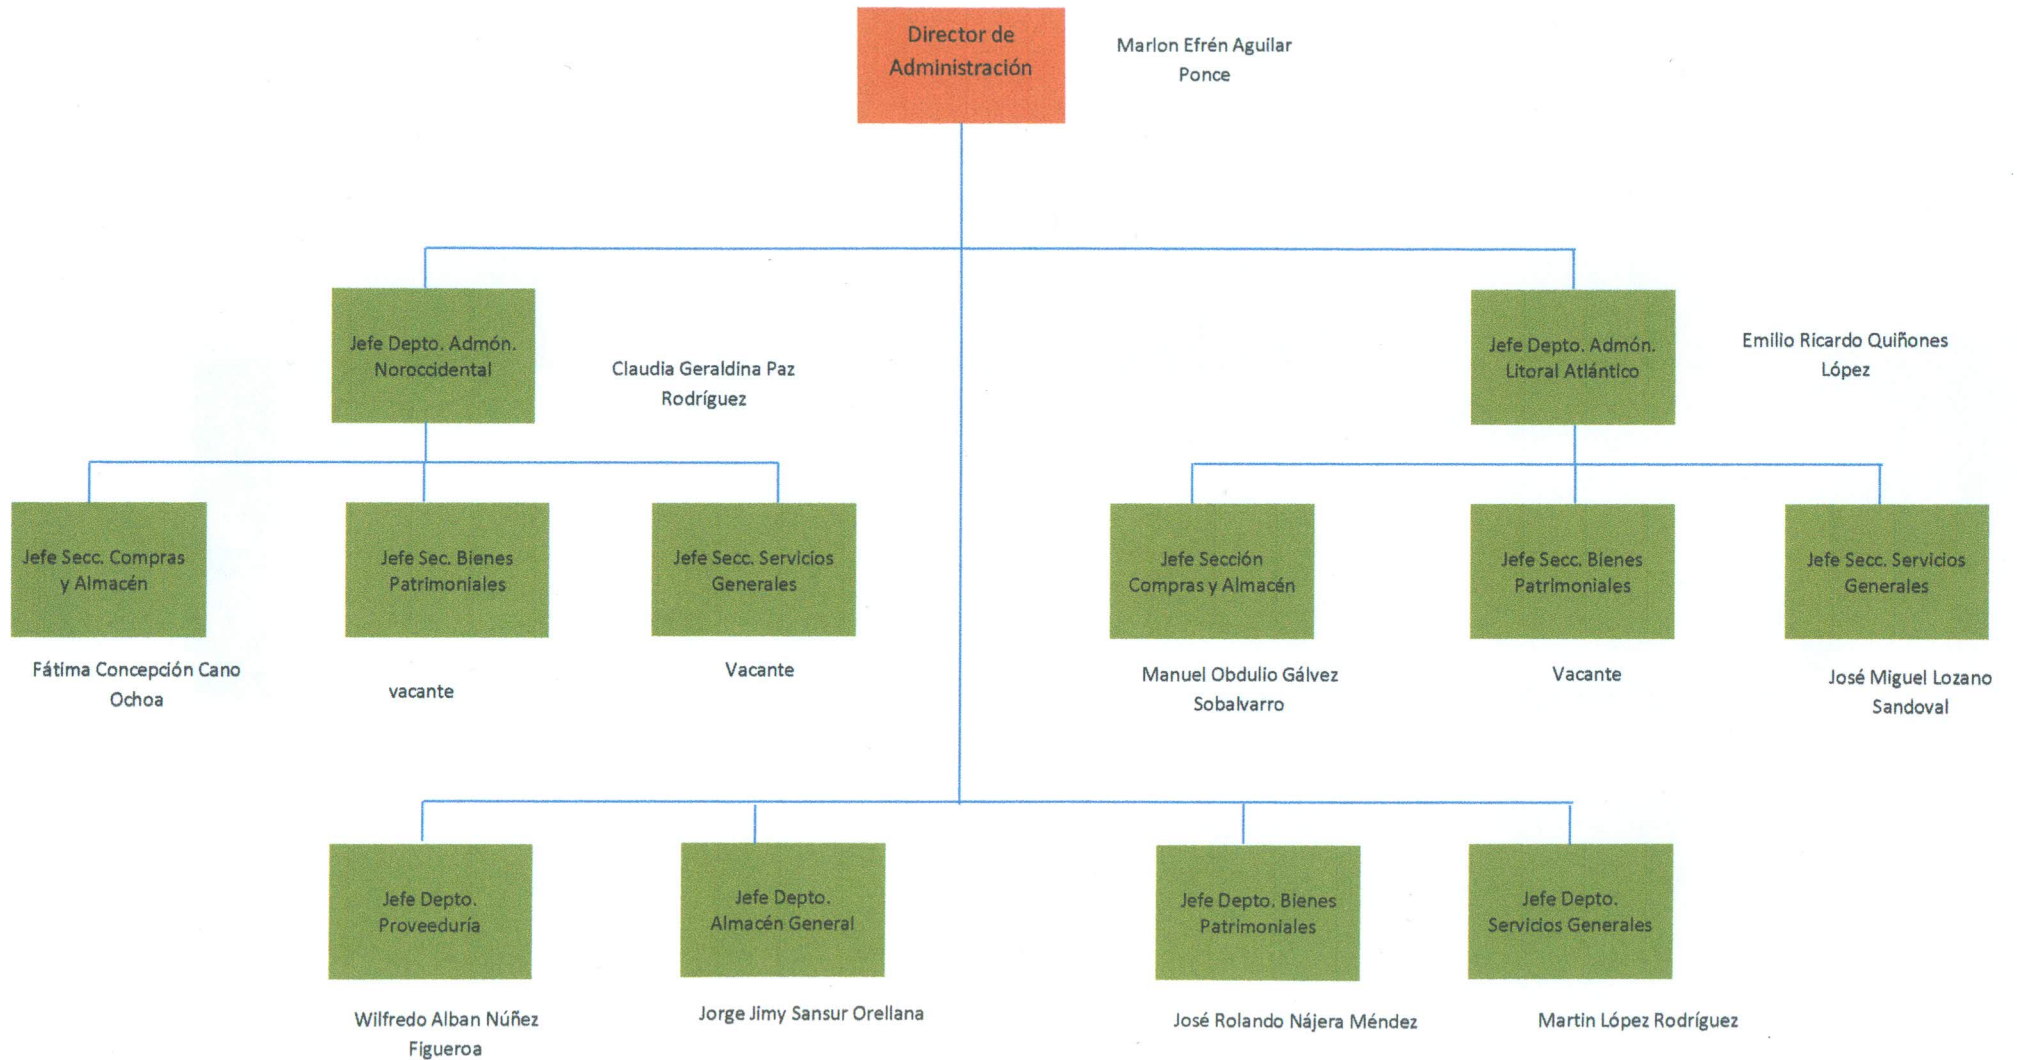 Director de
Administración
Marlon Efrén Aguilar
Ponce
Jefe Depto. Admón.
Noroccidental
Claudia Geraldina Paz
Rodríguez
Jefe Depto. Admón.
Litoral Atlántico
Emilio Ricardo Quiñones
López
Jefe Secc. Compras
y Almacén
Fátima Concepción Cano
Ochoa
Jefe Sec. Bienes
Patrimoniales
vacante
Jefe Secc. Servicios
Generales
Vacante
Jefe Sección
Compras y Almacén
Manuel Obdulio Gálvez
Sobalvarro
Jefe Secc. Bienes
Patrimoniales
Vacante
Jefe Secc. Servicios
Generales
José Miguel Lozano
Sandoval
Jefe Depto.
Proveeduría
Wilfredo Alban Núñez
Figueroa
Jefe Depto.
Almacén General
Jorge Jimy Sansur Orellana
Jefe Depto. Bienes
Patrimoniales
José Rolando Nájera Méndez
Jefe Depto.
Servicios Generales
Martin López Rodríguez